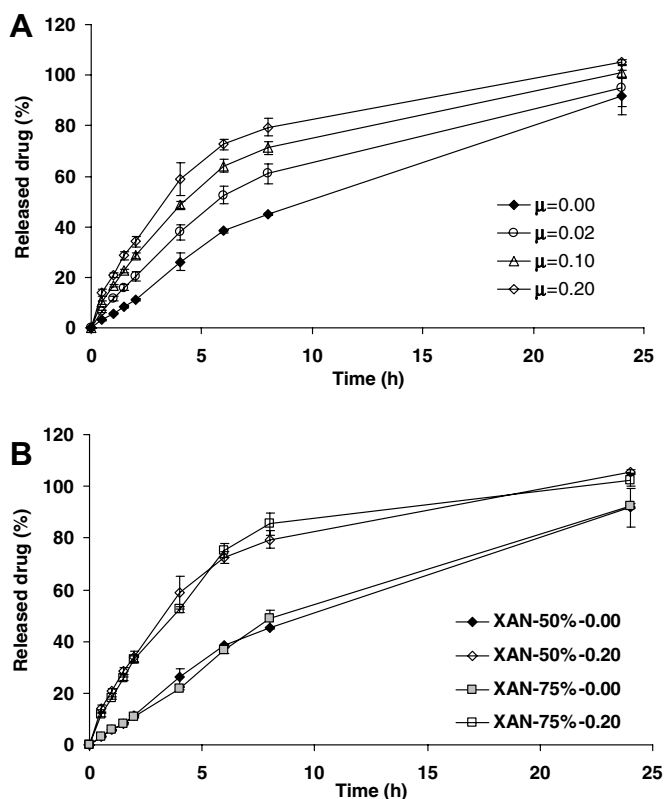 A
120
100
80
60
40
20
0
Released drug (%)
μ=0.00
μ=0.02
μ=0.10
μ=0.20
0 5 10 15 20 25
Time (h)
B
120
100
80
60
40
20
0
Released drug (%)
XAN-50%-0.00
XAN-50%-0.20
XAN-75%-0.00
XAN-75%-0.20
0 5 10 15 20 25
Time (h)